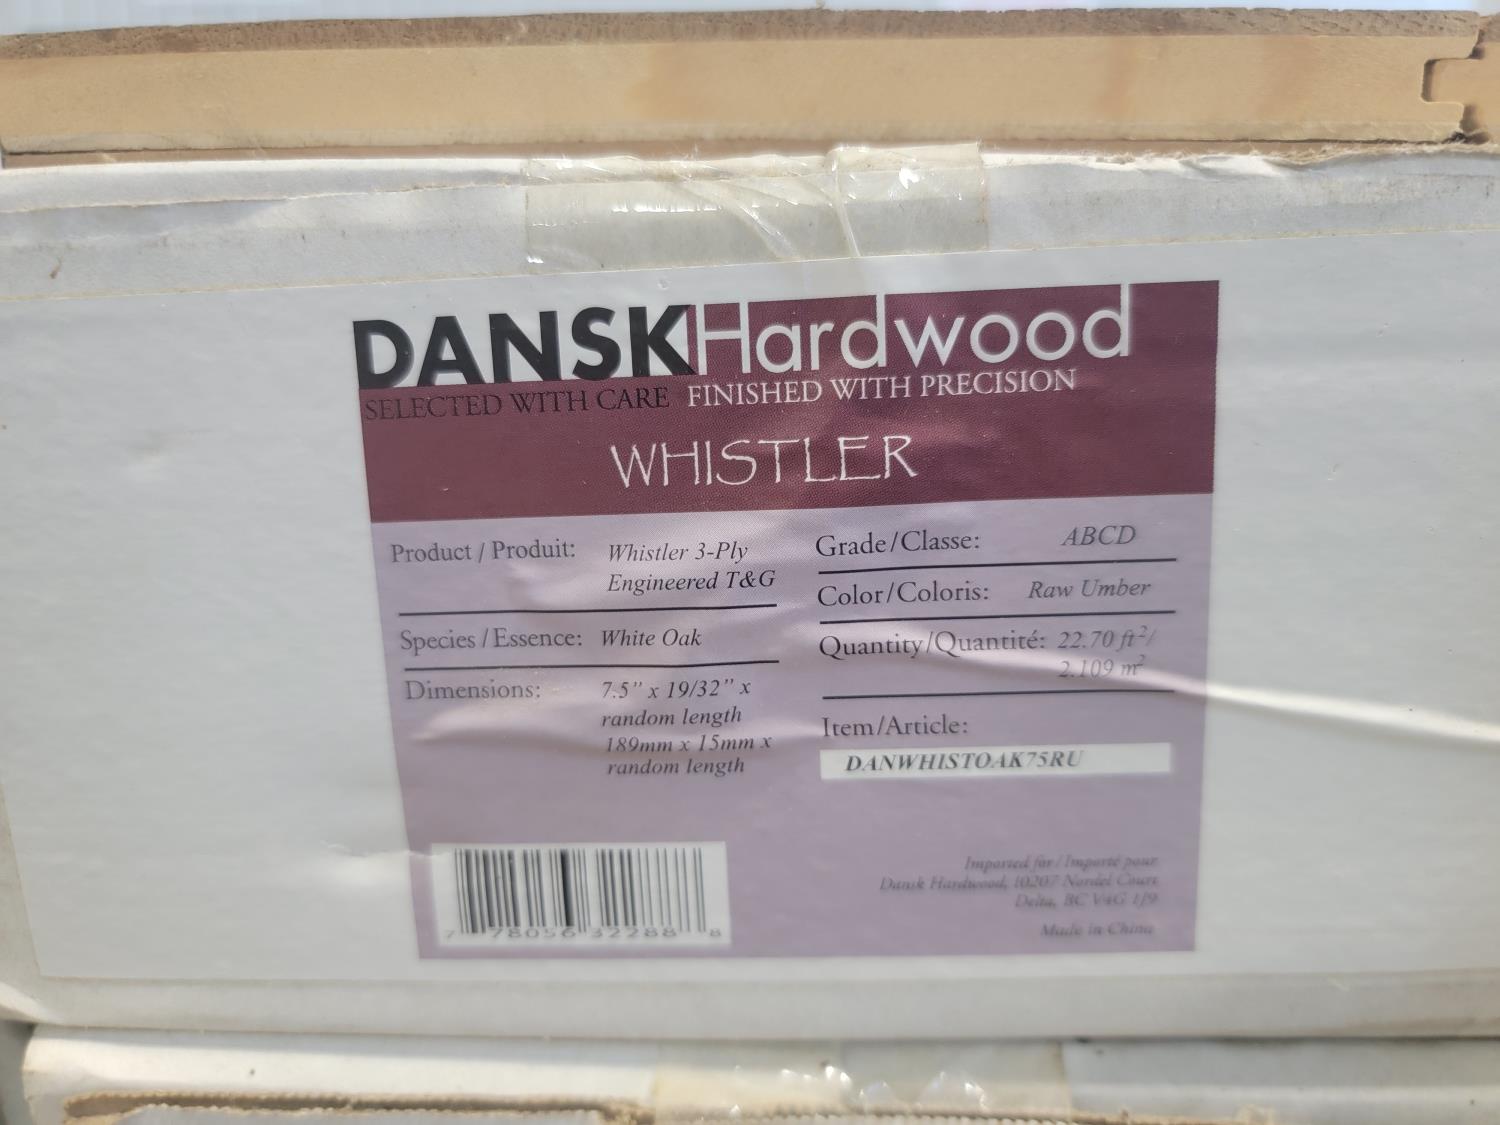 DANSKHardwood
SELECTED WITH CARE FINISHED WITH PRECISION
WHISTLER
Product / Produit: Whistler 3-Ply
Engineered T&G
Species / Essence: White Oak
Dimensions: 7.5" x 19/32" x
random length
189mm x 15mm x
random length
Grade/Classe: ABCD
Color/Coloris: Raw Umber
Quantity/Quantité: 22.70 ft²/
2.109 m²
Item/Article:
DANWHISTOAK75RU
7 78056 32288 8
Imported for / Importé pour
Dansk Hardwood, 10207 Nordel Court
Delta, BC V4G 1J9
Made in China